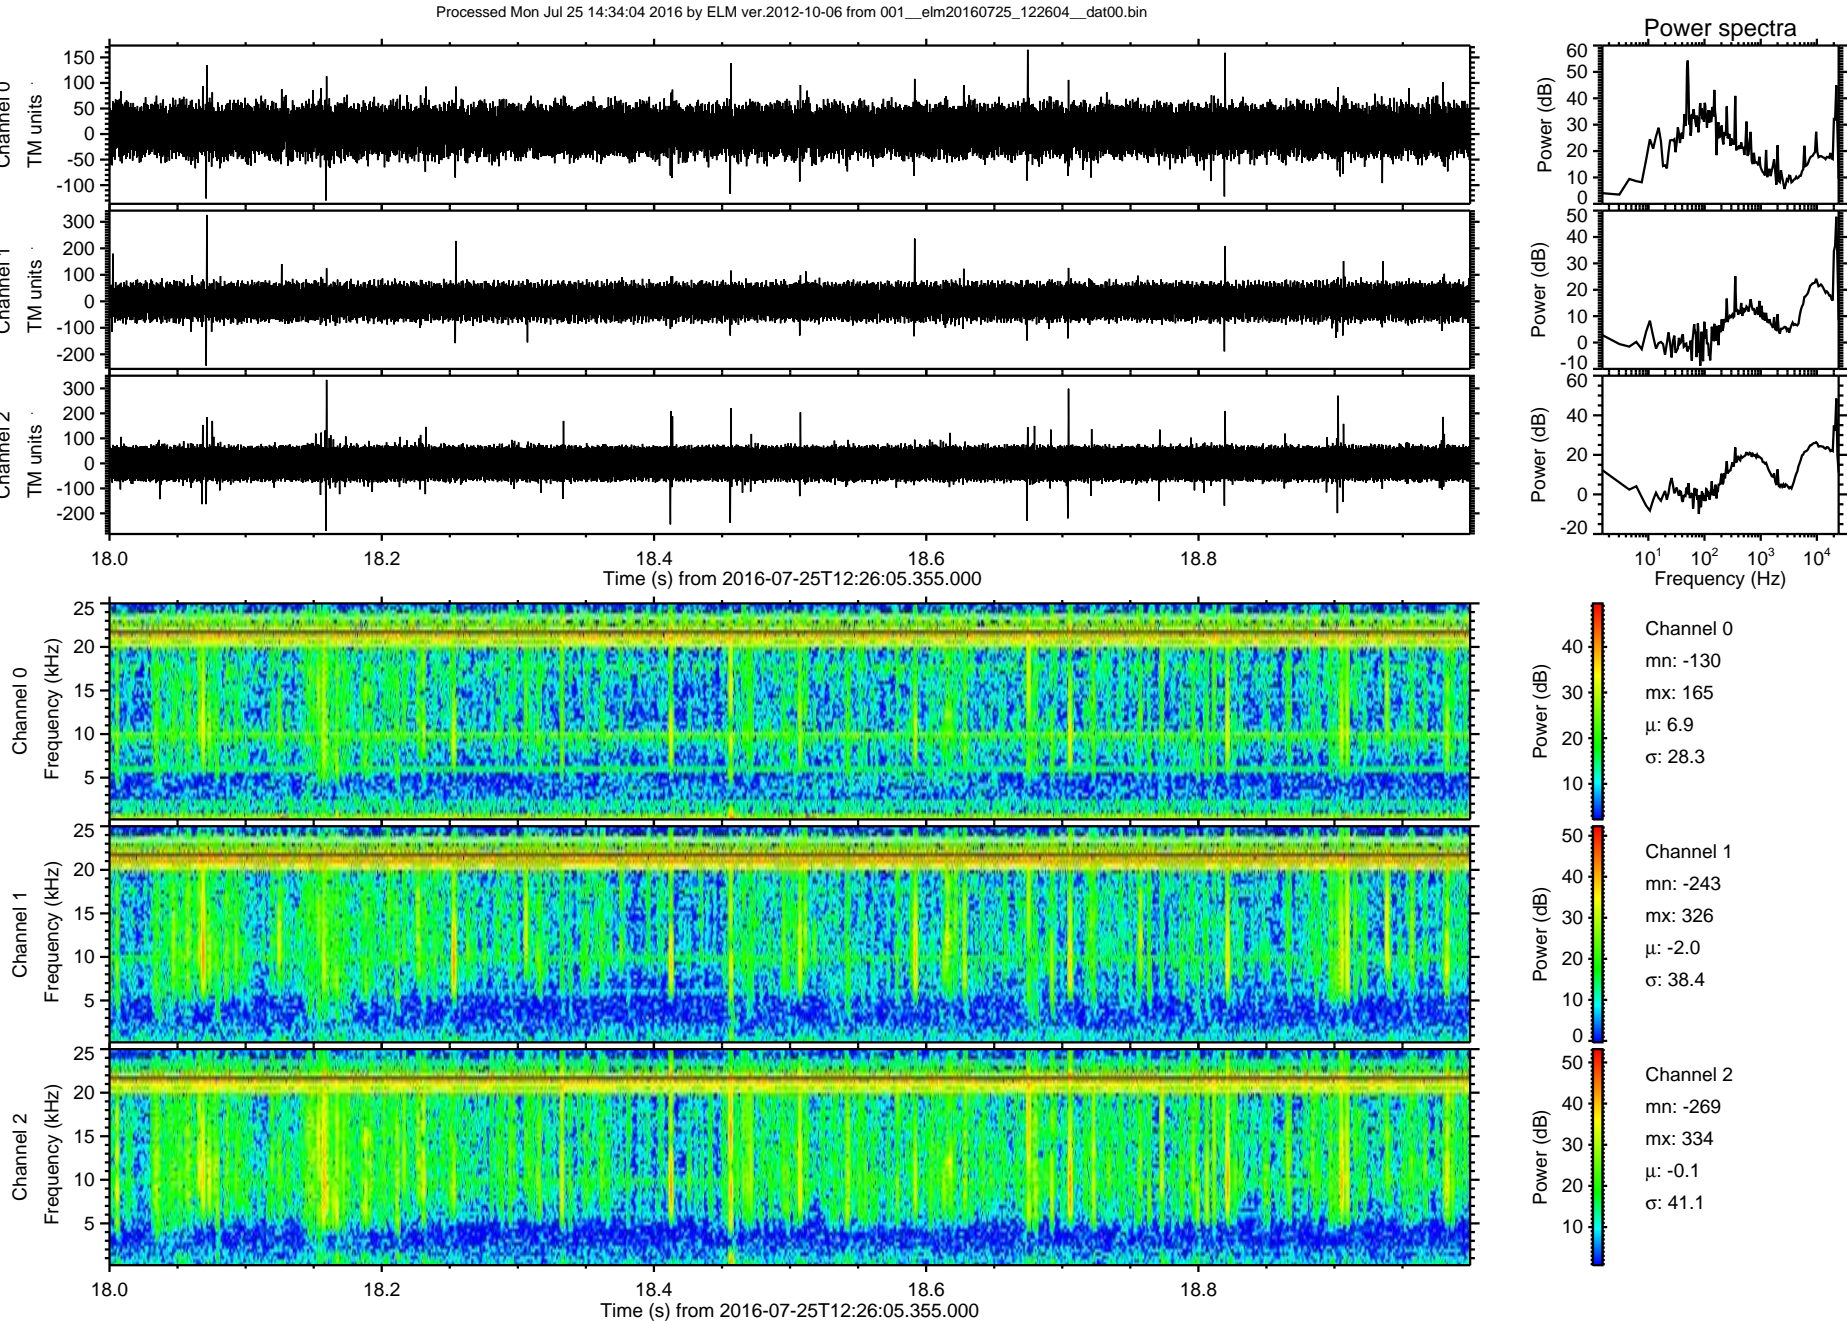 Processed Mon Jul 25 14:34:04 2016 by ELM ver.2012-10-06 from 001__elm20160725_122604__dat00.bin
Power spectra
Channel 0
TM units
150
100
50
0
-50
-100
Power (dB)
60
50
40
30
20
10
0
Channel 1
TM units
300
200
100
0
-100
-200
Power (dB)
50
40
30
20
10
0
-10
Channel 2
TM units
300
200
100
0
-100
-200
Power (dB)
60
40
20
0
-20
18.0 18.2 18.4 18.6 18.8
Time (s) from 2016-07-25T12:26:05.355.000
10^1 10^2 10^3 10^4
Frequency (Hz)
Channel 0
Frequency (kHz)
25
20
15
10
5
Power (dB)
40
30
20
10
Channel 0
mn: -130
mx: 165
μ: 6.9
σ: 28.3
Channel 1
Frequency (kHz)
25
20
15
10
5
Power (dB)
50
40
30
20
10
0
Channel 1
mn: -243
mx: 326
μ: -2.0
σ: 38.4
Channel 2
Frequency (kHz)
25
20
15
10
5
Power (dB)
50
40
30
20
10
Channel 2
mn: -269
mx: 334
μ: -0.1
σ: 41.1
18.0 18.2 18.4 18.6 18.8
Time (s) from 2016-07-25T12:26:05.355.000